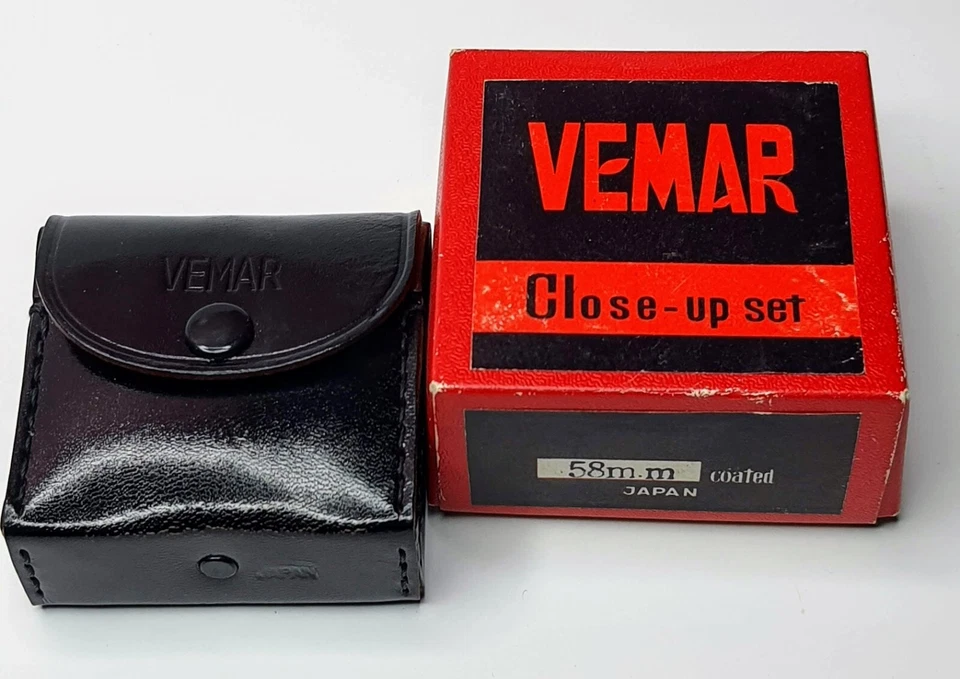 VEMAR
JAPAN
VEMAR
Close-up set
58m.m coated
JAPAN